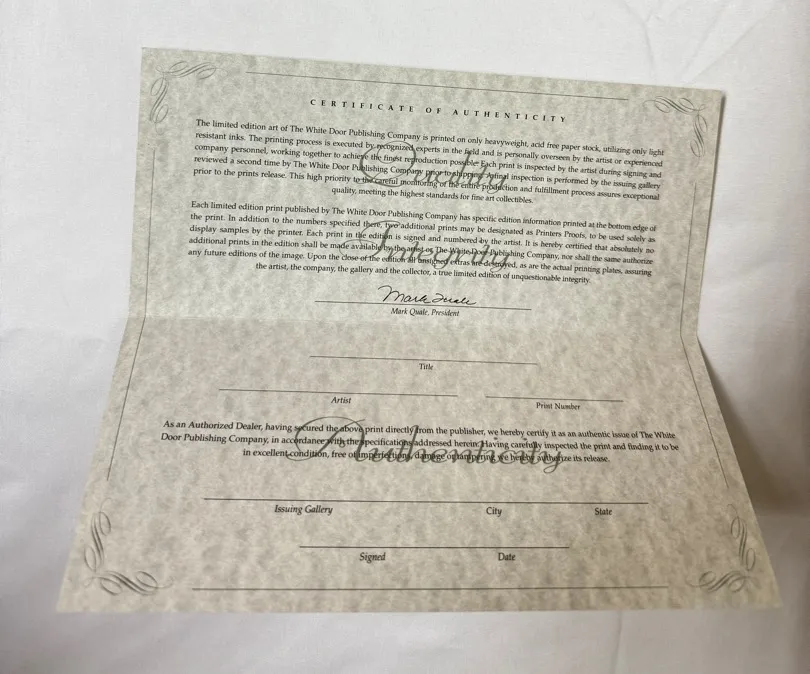 CERTIFICATE OF AUTHENTICITY
The limited edition art of The White Door Publishing Company is printed on only heavyweight, acid free paper stock, utilizing only light
resistant inks. The printing process is executed by recognized experts in the field and is personally overseen by the artist or experienced
company personnel, working together to achieve the finest reproduction possible. Each print is inspected by the artist during signing and
reviewed a second time by The White Door Publishing Company prior to shipping. A final inspection is performed by the issuing gallery
prior to the prints release. This high priority to the careful monitoring of the entire production and fulfillment process assures exceptional
quality, meeting the highest standards for fine art collectibles.
Quality
Each limited edition print published by The White Door Publishing Company has specific edition information printed at the bottom edge of
the print. In addition to the numbers specified there, two additional prints may be designated as Printers Proofs, to be used solely as
display samples by the printer. Each print in the edition is signed and numbered by the artist. It is hereby certified that absolutely no
additional prints in the edition shall be made available by the artist or The White Door Publishing Company, nor shall the same authorize
any future editions of the image. Upon the close of the edition all unsigned extras are destroyed, as are the actual printing plates, assuring
the artist, the company, the gallery and the collector, a true limited edition of unquestionable integrity.
Integrity
Mark Quale
Mark Quale, President
Title
Artist Print Number
As an Authorized Dealer, having secured the above print directly from the publisher, we hereby certify it as an authentic issue of The White
Door Publishing Company, in accordance with the specifications addressed herein. Having carefully inspected the print and finding it to be
in excellent condition, free of imperfections, damage or tampering, we hereby authorize its release.
Authenticity
Issuing Gallery City State
Signed Date